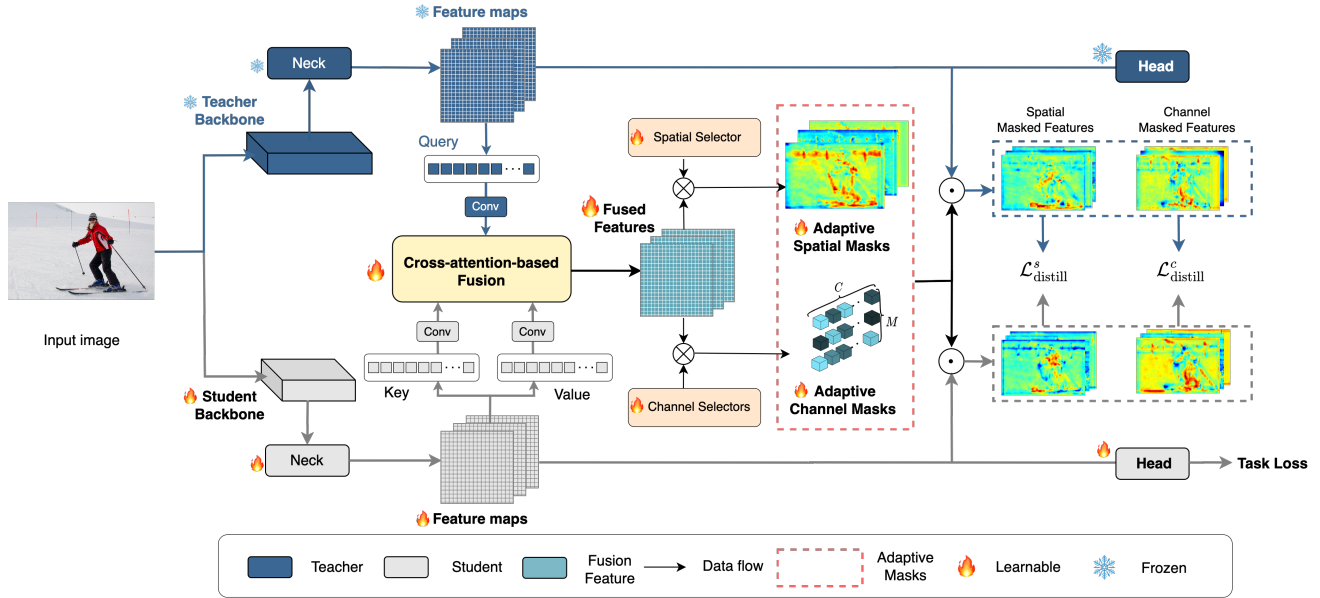 Feature maps
Neck
Head
Teacher
Backbone
Query
Conv
Spatial Selector
Spatial
Masked Features
Channel
Masked Features
Fused
Features
Adaptive
Spatial Masks
Cross-attention-based
Fusion
Conv
Conv
Key
Value
Input image
Student
Backbone
C
M
Adaptive
Channel Masks
Channel Selectors
ℒˢdistill
ℒᶜdistill
Neck
Feature maps
Head
Task Loss
Teacher
Student
Fusion
Feature
Data flow
Adaptive
Masks
Learnable
Frozen